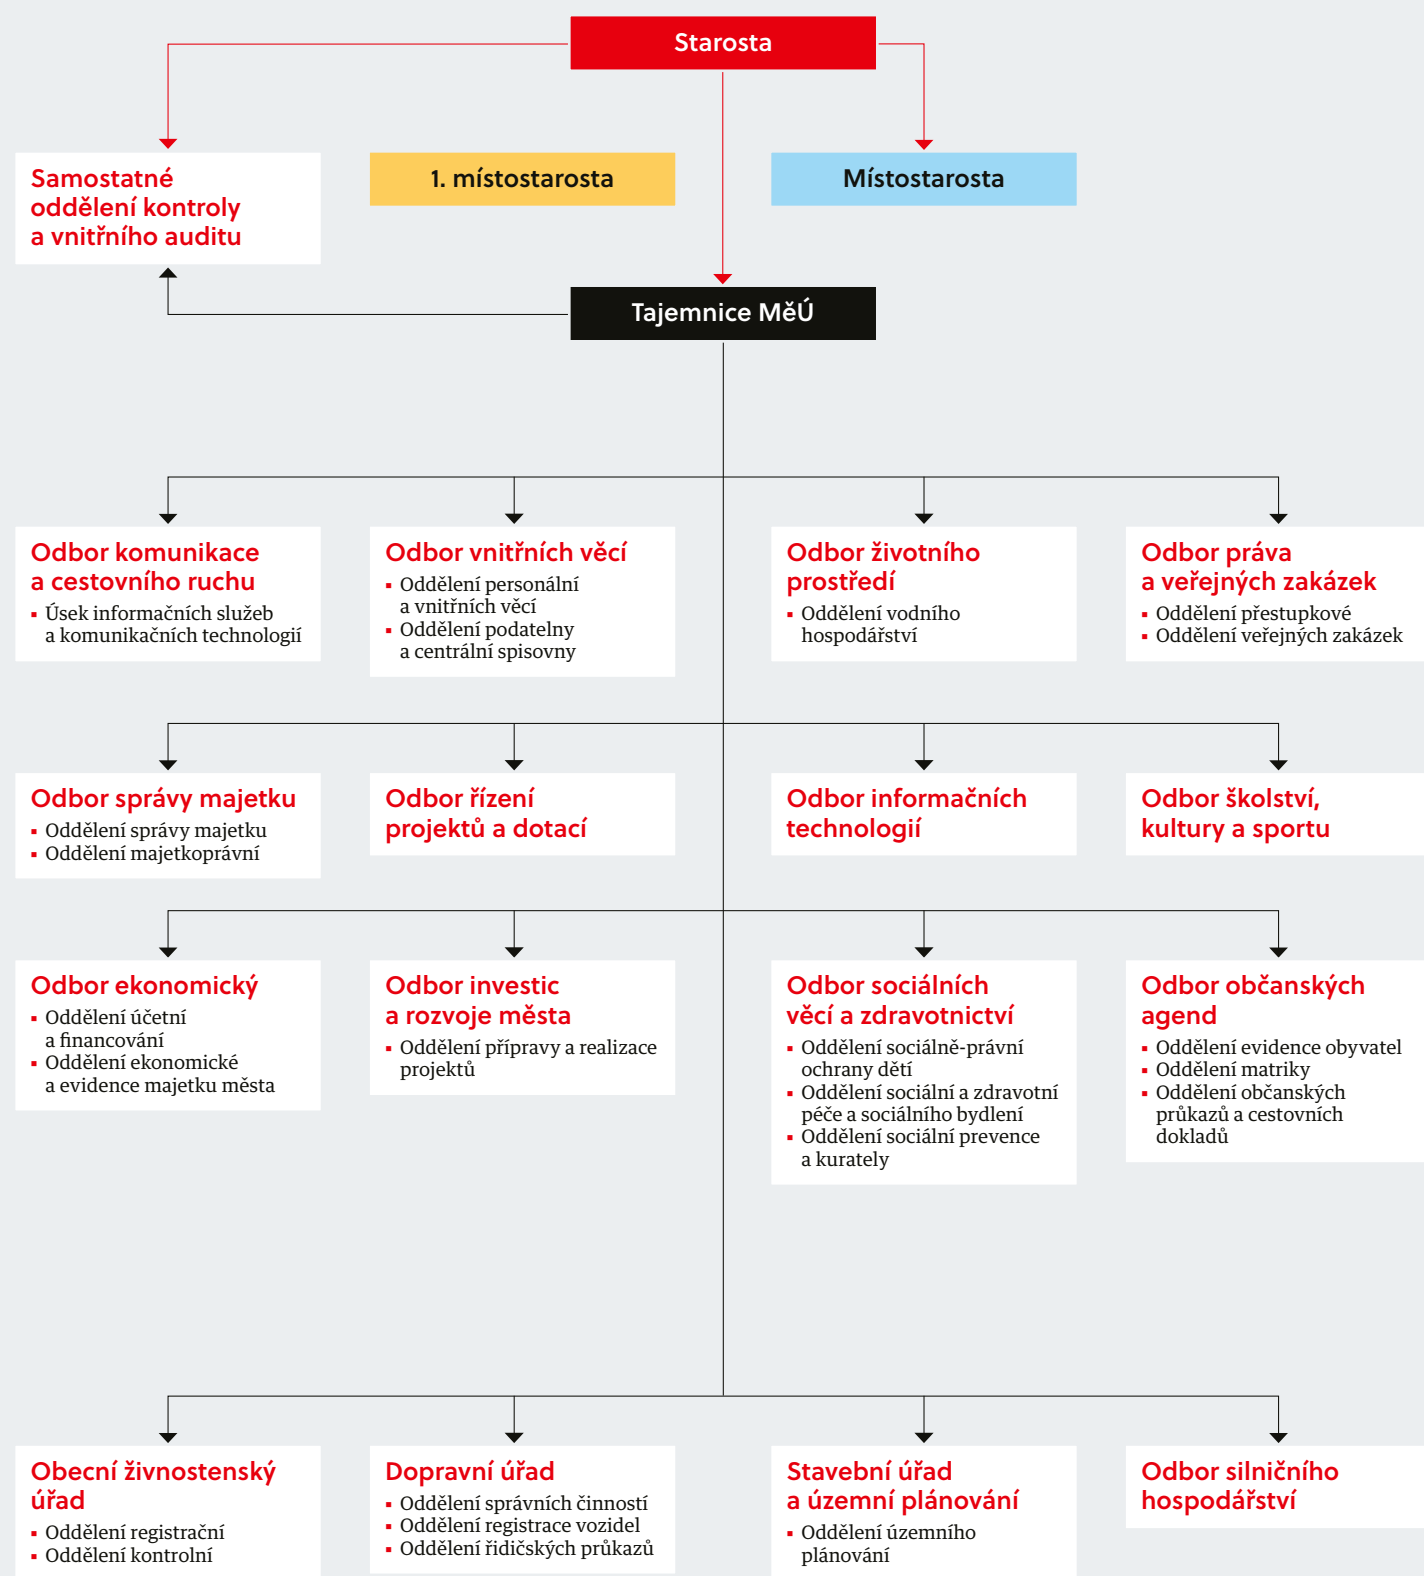 Starosta
Samostatné
oddělení kontroly
a vnitřního auditu
1. místostarosta
Místostarosta
Tajemnice MěÚ
Odbor komunikace
a cestovního ruchu
▪ Úsek informačních služeb
a komunikačních technologií
Odbor vnitřních věcí
▪ Oddělení personální
a vnitřních věcí
▪ Oddělení podatelny
a centrální spisovny
Odbor životního
prostředí
▪ Oddělení vodního
hospodářství
Odbor práva
a veřejných zakázek
▪ Oddělení přestupkové
▪ Oddělení veřejných zakázek
Odbor správy majetku
▪ Oddělení správy majetku
▪ Oddělení majetkoprávní
Odbor řízení
projektů a dotací
Odbor informačních
technologií
Odbor školství,
kultury a sportu
Odbor ekonomický
▪ Oddělení účetní
a financování
▪ Oddělení ekonomické
a evidence majetku města
Odbor investic
a rozvoje města
▪ Oddělení přípravy a realizace
projektů
Odbor sociálních
věcí a zdravotnictví
▪ Oddělení sociálně-právní
ochrany dětí
▪ Oddělení sociální a zdravotní
péče a sociálního bydlení
▪ Oddělení sociální prevence
a kurately
Odbor občanských
agend
▪ Oddělení evidence obyvatel
▪ Oddělení matriky
▪ Oddělení občanských
průkazů a cestovních
dokladů
Obecní živnostenský
úřad
▪ Oddělení registrační
▪ Oddělení kontrolní
Dopravní úřad
▪ Oddělení správních činností
▪ Oddělení registrace vozidel
▪ Oddělení řidičských průkazů
Stavební úřad
a územní plánování
▪ Oddělení územního
plánování
Odbor silničního
hospodářství